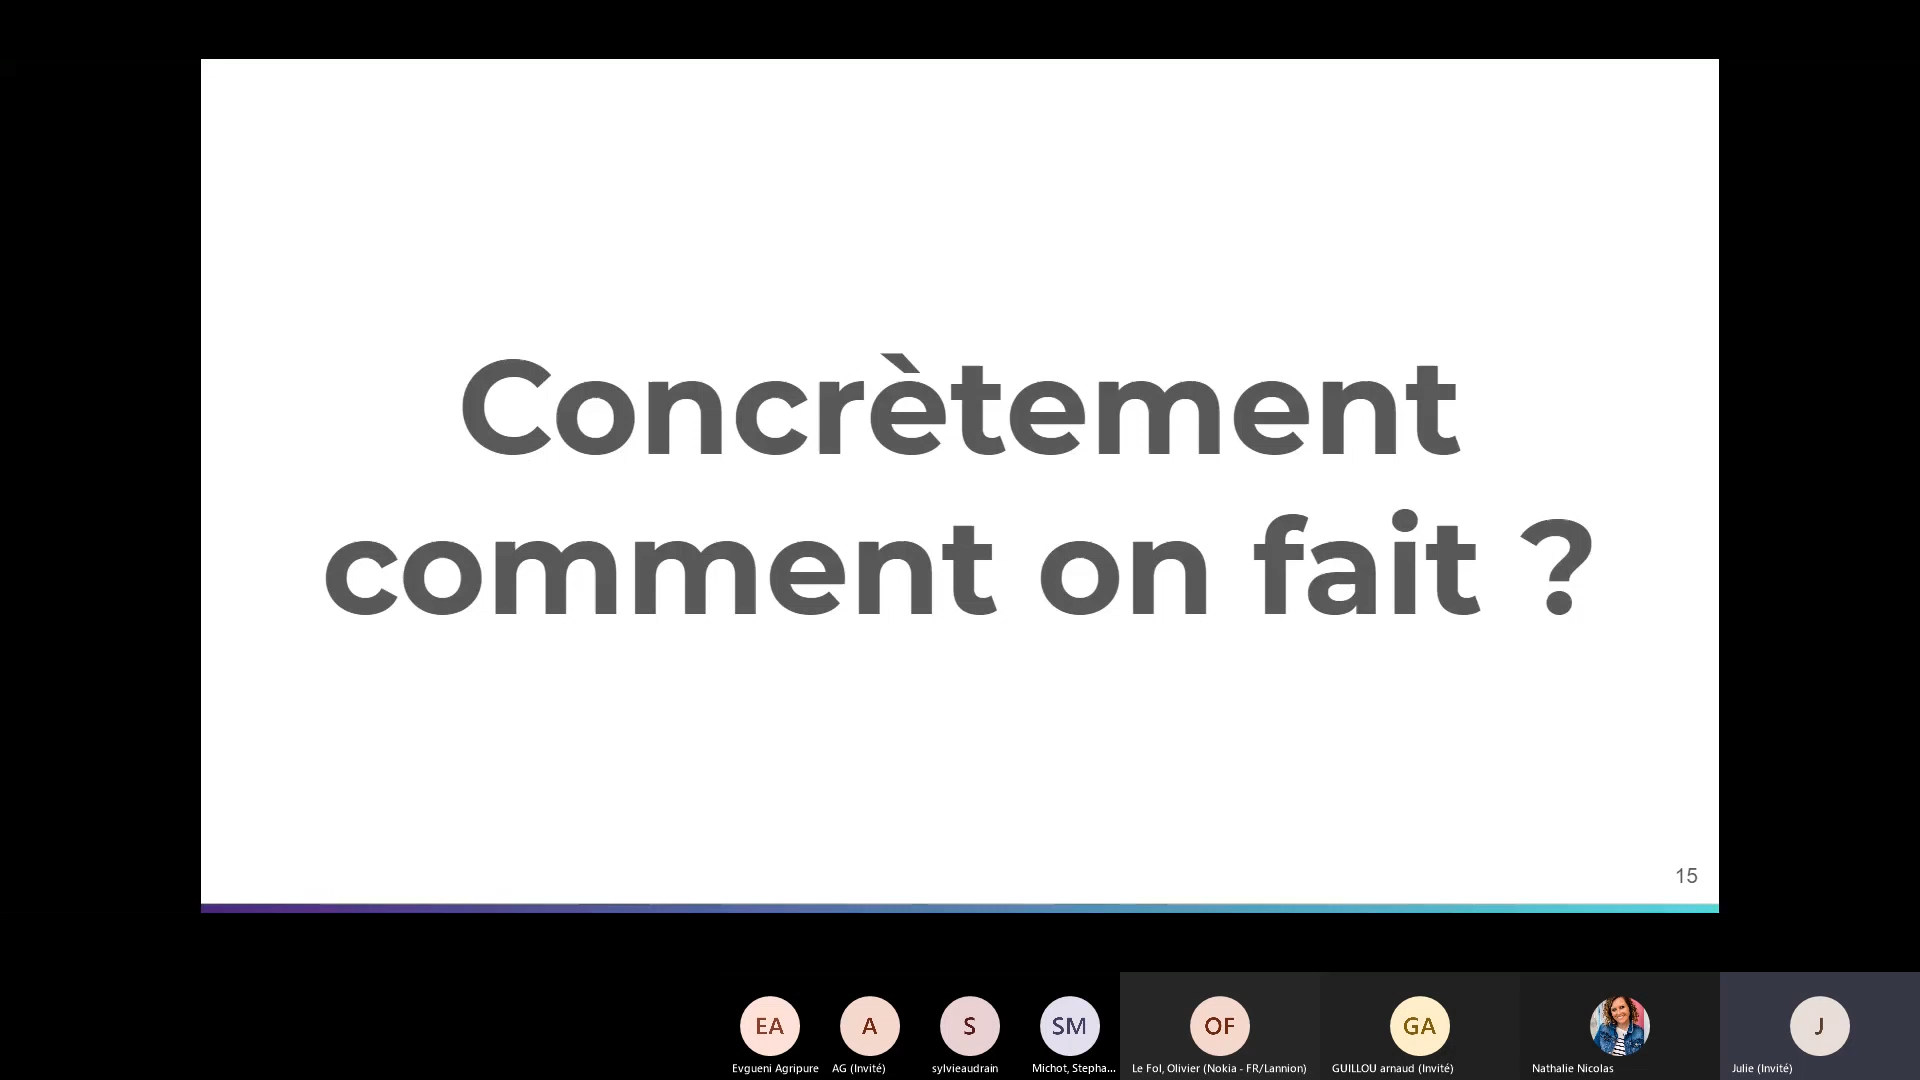 Concrètement
comment on fait ?
15
EA
A
S
SM
OF
GA
J
Evgueni Agripure
AG (Invité)
sylvieaudrain
Michot, Stepha...
Le Fol, Olivier (Nokia - FR/Lannion)
GUILLOU arnaud (Invité)
Nathalie Nicolas
Julie (Invité)